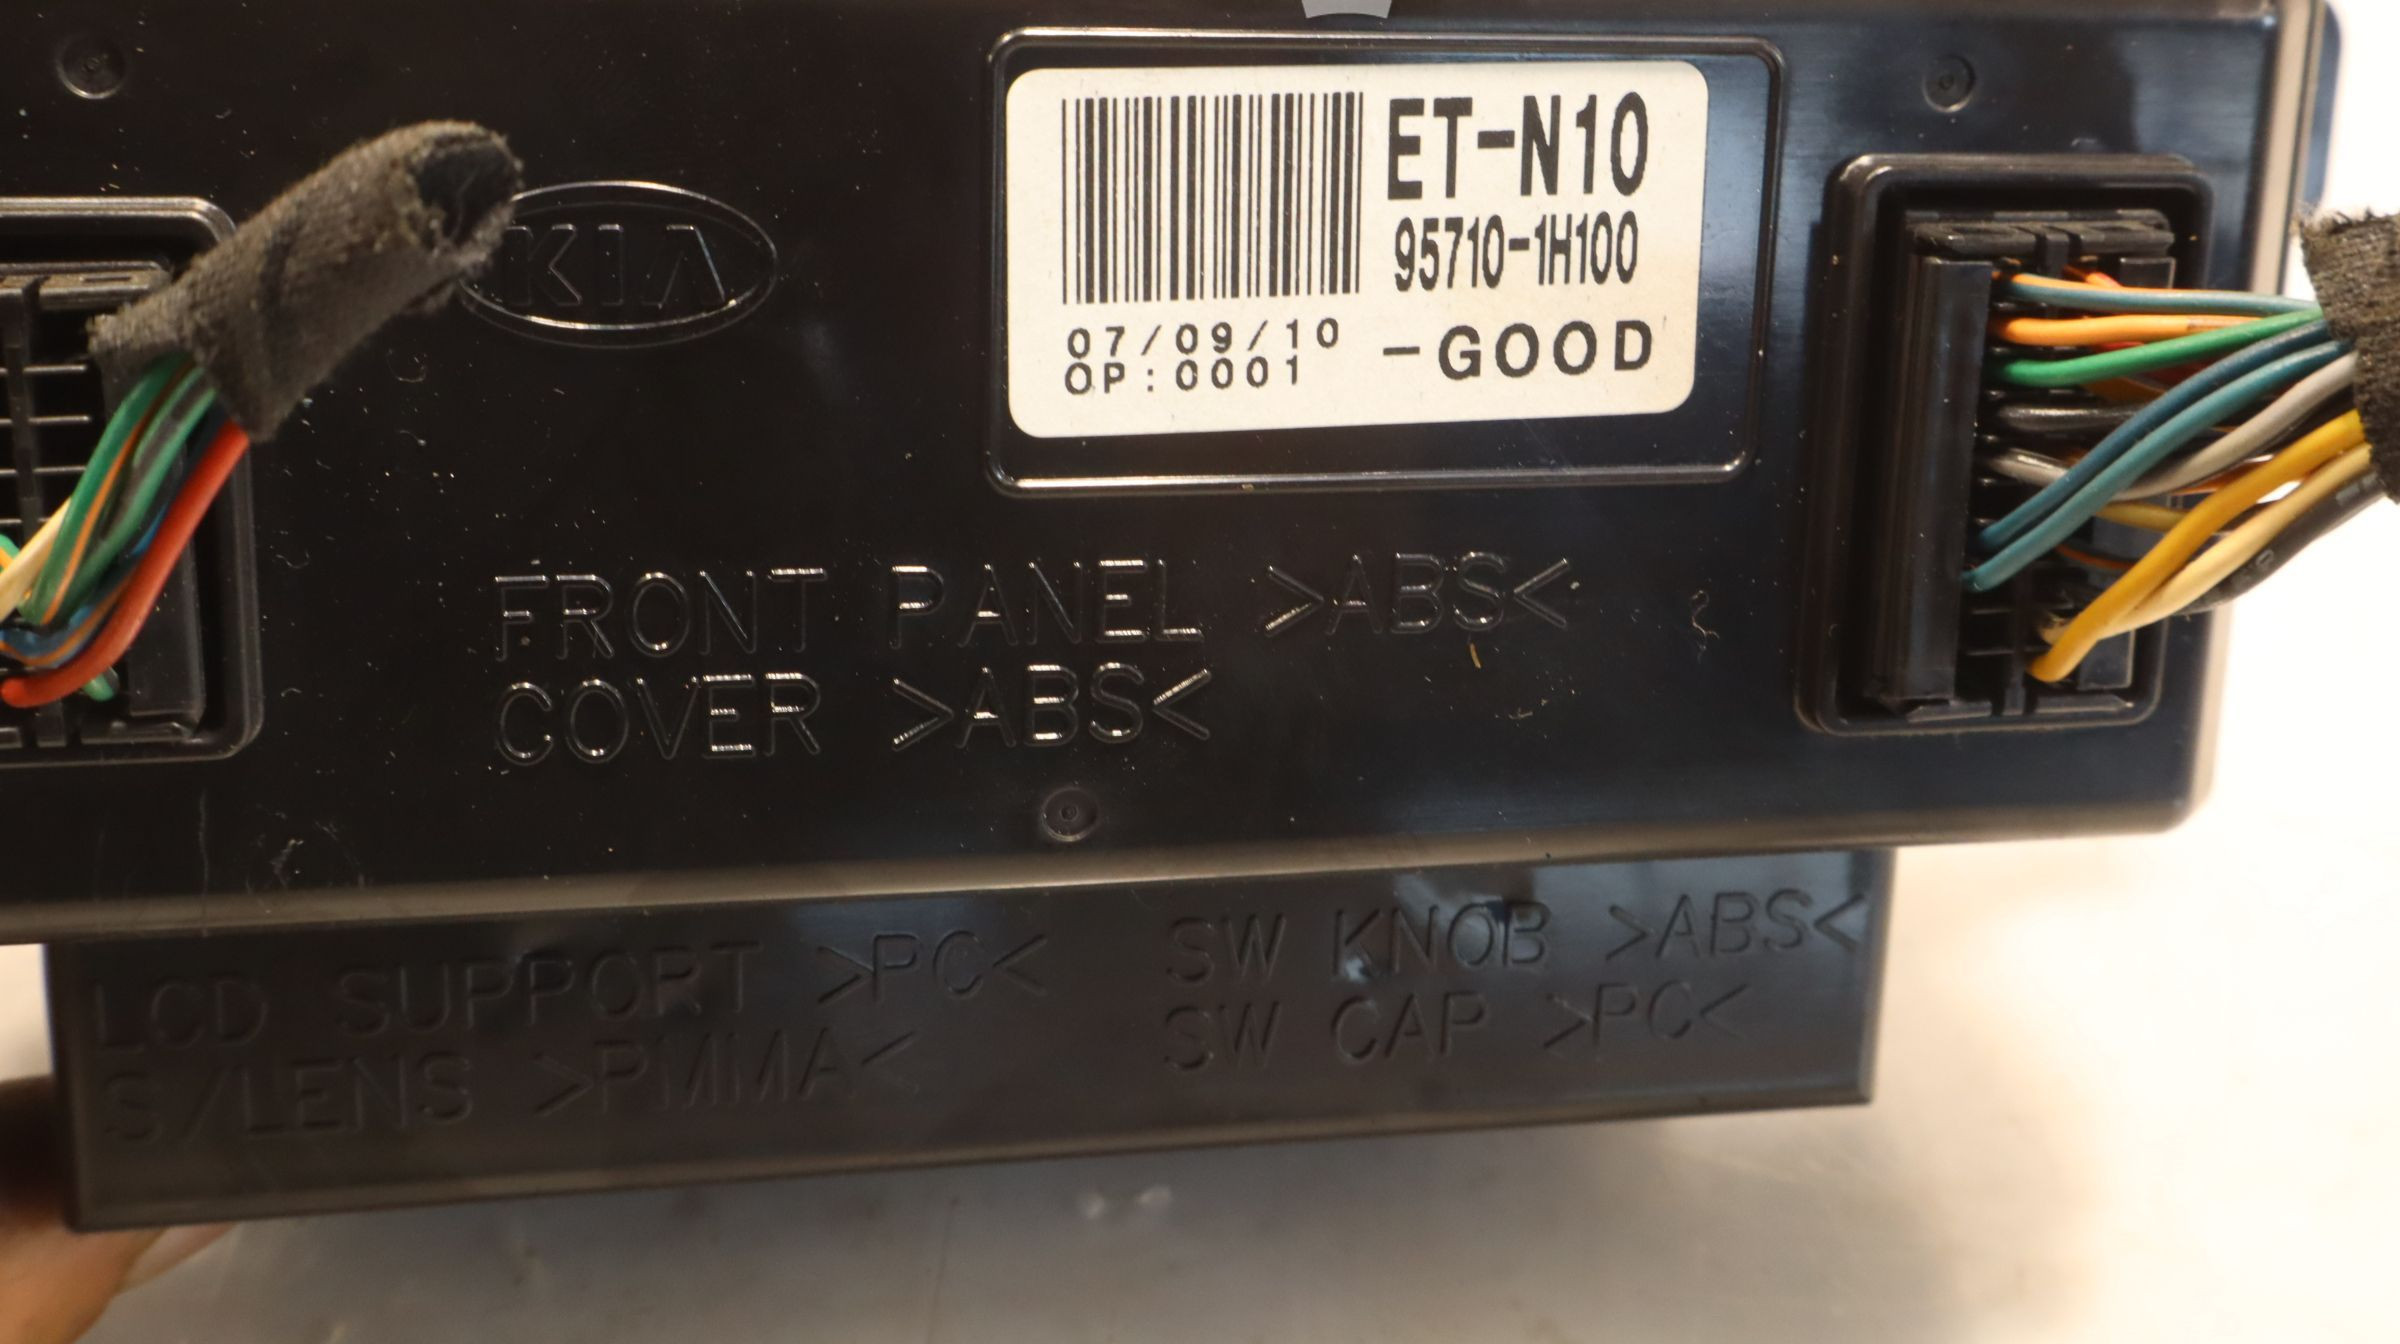 KIA
ET-N10
95710-1H100
07/09/10
-GOOD
OP:0001
FRONT PANEL >ABS<
COVER >ABS<
LCD SUPPORT >PC<
S/LENS >PMMA<
SW KNOB >ABS<
SW CAP >PC<